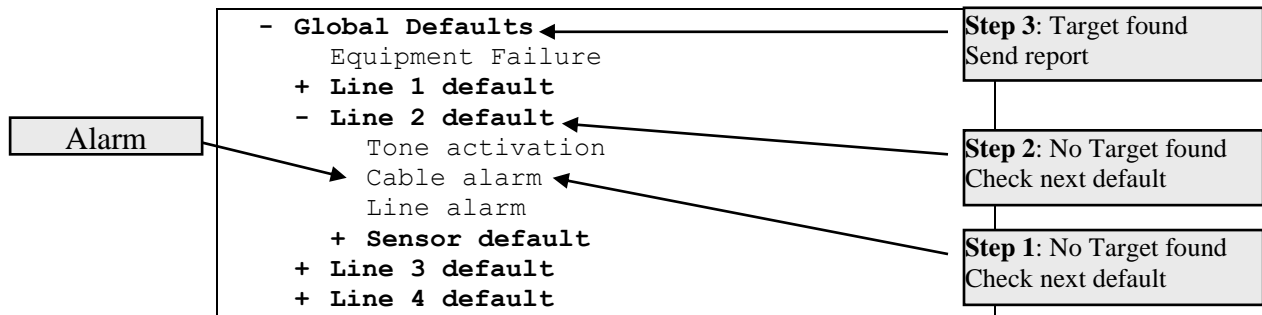 - Global Defaults
Equipment Failure
+ Line 1 default
- Line 2 default
Tone activation
Cable alarm
Line alarm
+ Sensor default
+ Line 3 default
+ Line 4 default
Alarm
Step 3: Target found
Send report
Step 2: No Target found
Check next default
Step 1: No Target found
Check next default